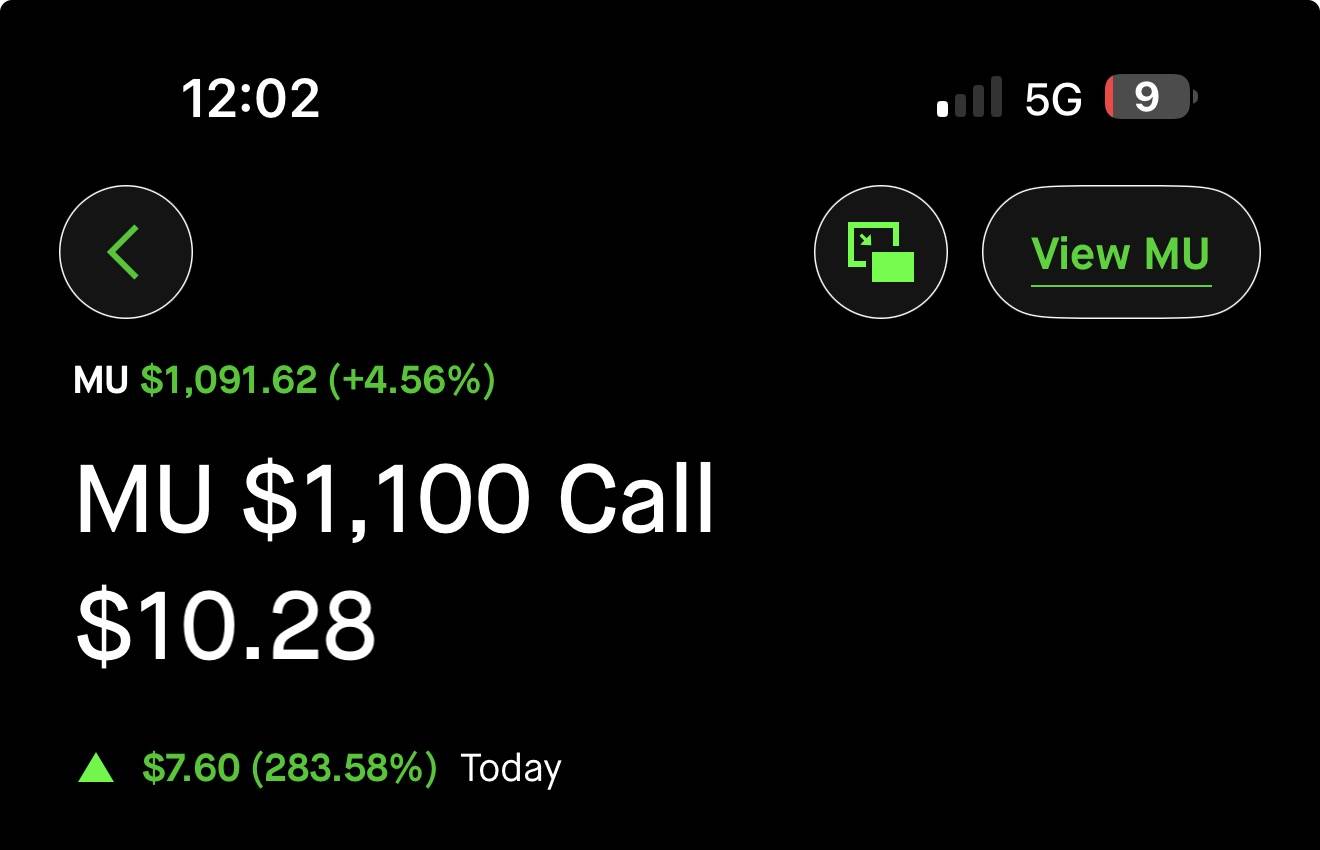 12:02 5G 9
View MU
MU $1,091.62 (+4.56%)
MU $1,100 Call
$10.28
$7.60 (283.58%) Today